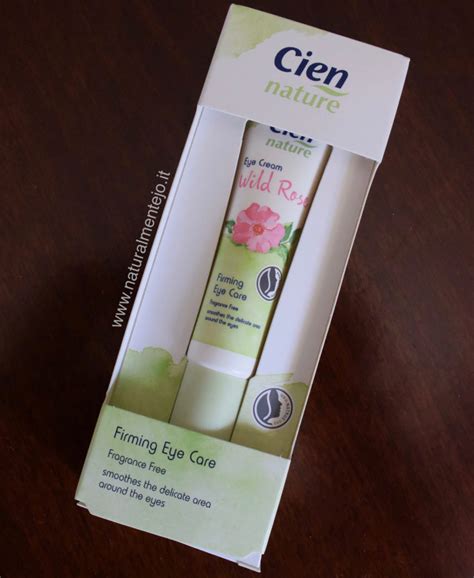 Cien
nature
Cien
nature
Eye Cream
Wild Rose
Firming
Eye Care
Fragrance Free
smoothes the delicate area
around the eyes
Firming Eye Care
Fragrance Free
smoothes the delicate area
around the eyes
www.naturalmentejo.it